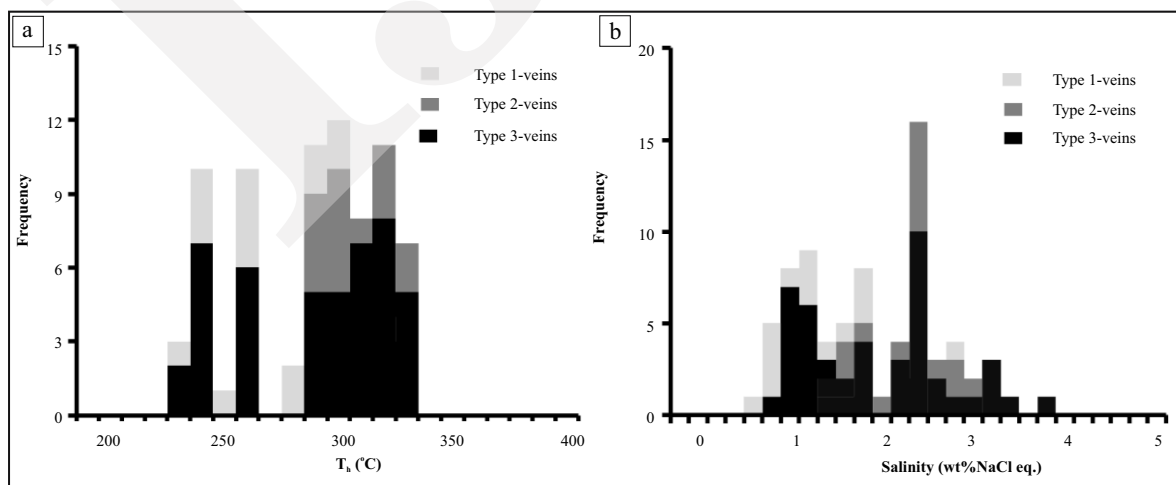 a
15
12
9
6
3
0
Frequency
Type 1-veins
Type 2-veins
Type 3-veins
200 250 300 350 400
Th (°C)
b
20
15
10
5
0
Frequency
Type 1-veins
Type 2-veins
Type 3-veins
0 1 2 3 4 5
Salinity (wt%NaCl eq.)